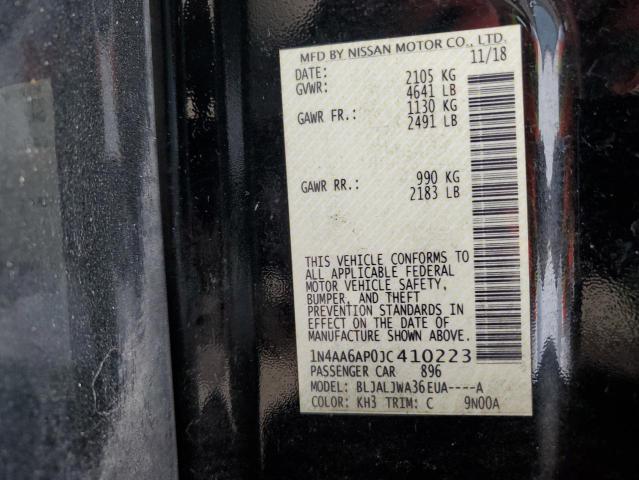 MFD BY NISSAN MOTOR CO., LTD.
DATE: 11/18
GVWR: 2105 KG
4641 LB
GAWR FR.: 1130 KG
2491 LB
GAWR RR.: 990 KG
2183 LB
THIS VEHICLE CONFORMS TO
ALL APPLICABLE FEDERAL
MOTOR VEHICLE SAFETY,
BUMPER, AND THEFT
PREVENTION STANDARDS IN
EFFECT ON THE DATE OF
MANUFACTURE SHOWN ABOVE.
1N4AA6AP0JC410223
PASSENGER CAR 896
MODEL: BLJALJWA36EUA----A
COLOR: KH3 TRIM: C 9N00A